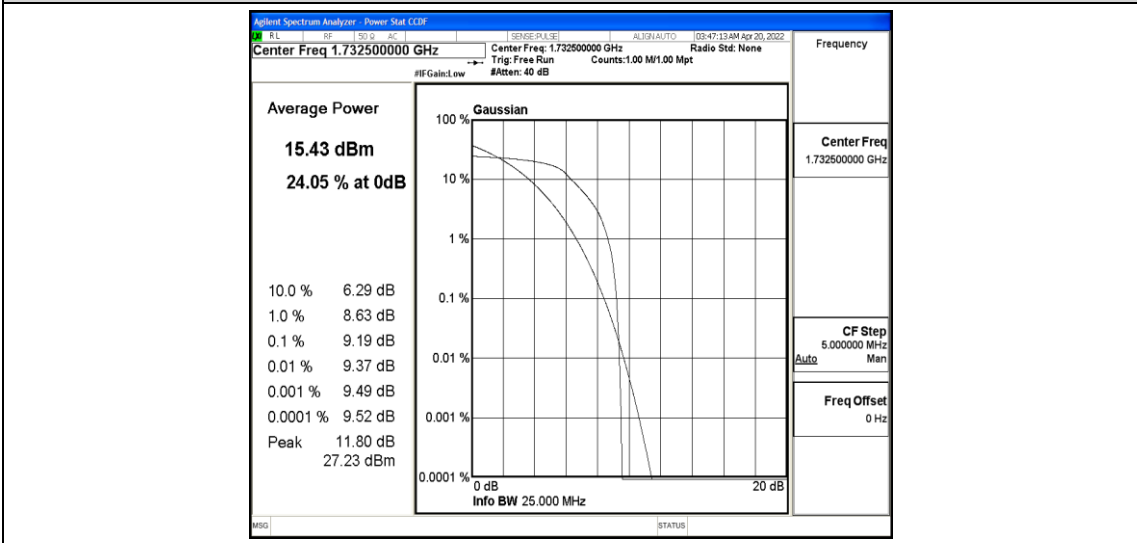 Agilent Spectrum Analyzer - Power Stat CCDF
LXI RL RF 50 Ω AC SENSE:PULSE ALIGNAUTO 03:47:13 AM Apr 20, 2022
Center Freq 1.732500000 GHz
Center Freq: 1.732500000 GHz Radio Std: None
Trig: Free Run Counts:1.00 M/1.00 Mpt
#IFGain:Low #Atten: 40 dB
Frequency
Average Power
15.43 dBm
24.05 % at 0dB
10.0 % 6.29 dB
1.0 % 8.63 dB
0.1 % 9.19 dB
0.01 % 9.37 dB
0.001 % 9.49 dB
0.0001 % 9.52 dB
Peak 11.80 dB
27.23 dBm
Gaussian
100 %
10 %
1 %
0.1 %
0.01 %
0.001 %
0.0001 %
0 dB 20 dB
Info BW 25.000 MHz
Center Freq
1.732500000 GHz
CF Step
5.000000 MHz
Auto Man
Freq Offset
0 Hz
MSG STATUS